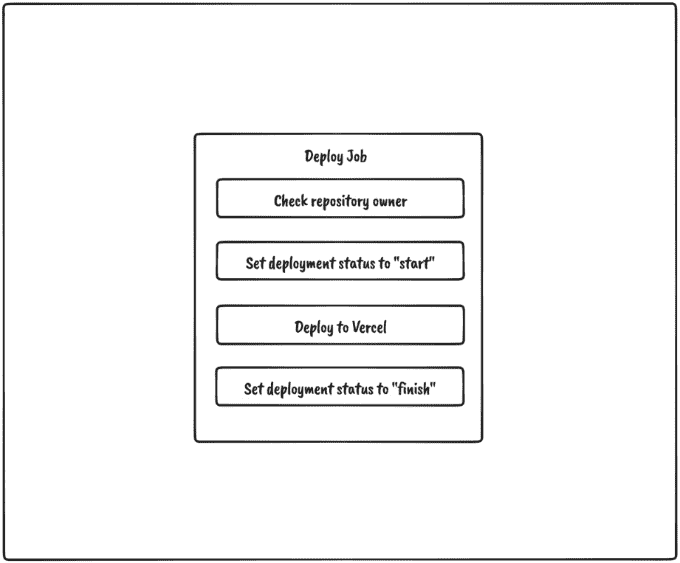 Deploy Job
Check repository owner
Set deployment status to "start"
Deploy to Vercel
Set deployment status to "finish"